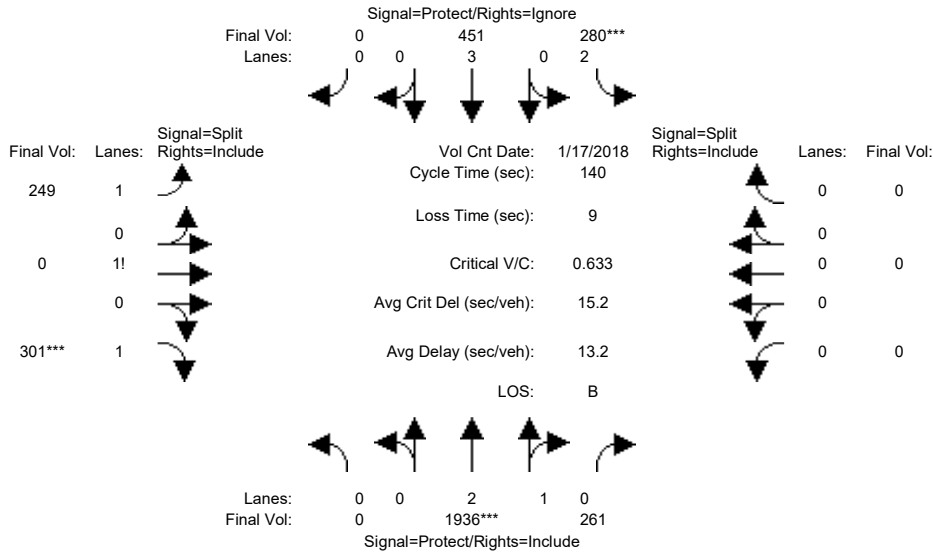 Signal=Protect/Rights=Ignore
Final Vol: 0 451 280***
Lanes: 0 0 3 0 2
Signal=Split
Final Vol: Lanes: Rights=Include
Vol Cnt Date: 1/17/2018
Signal=Split
Rights=Include Lanes: Final Vol:
Cycle Time (sec): 140
249 1 0 0
Loss Time (sec): 9
0 0
0 1! Critical V/C: 0.633 0 0
0 Avg Crit Del (sec/veh): 15.2 0
301*** 1 Avg Delay (sec/veh): 13.2 0 0
LOS: B
Lanes: 0 0 2 1 0
Final Vol: 0 1936*** 261
Signal=Protect/Rights=Include